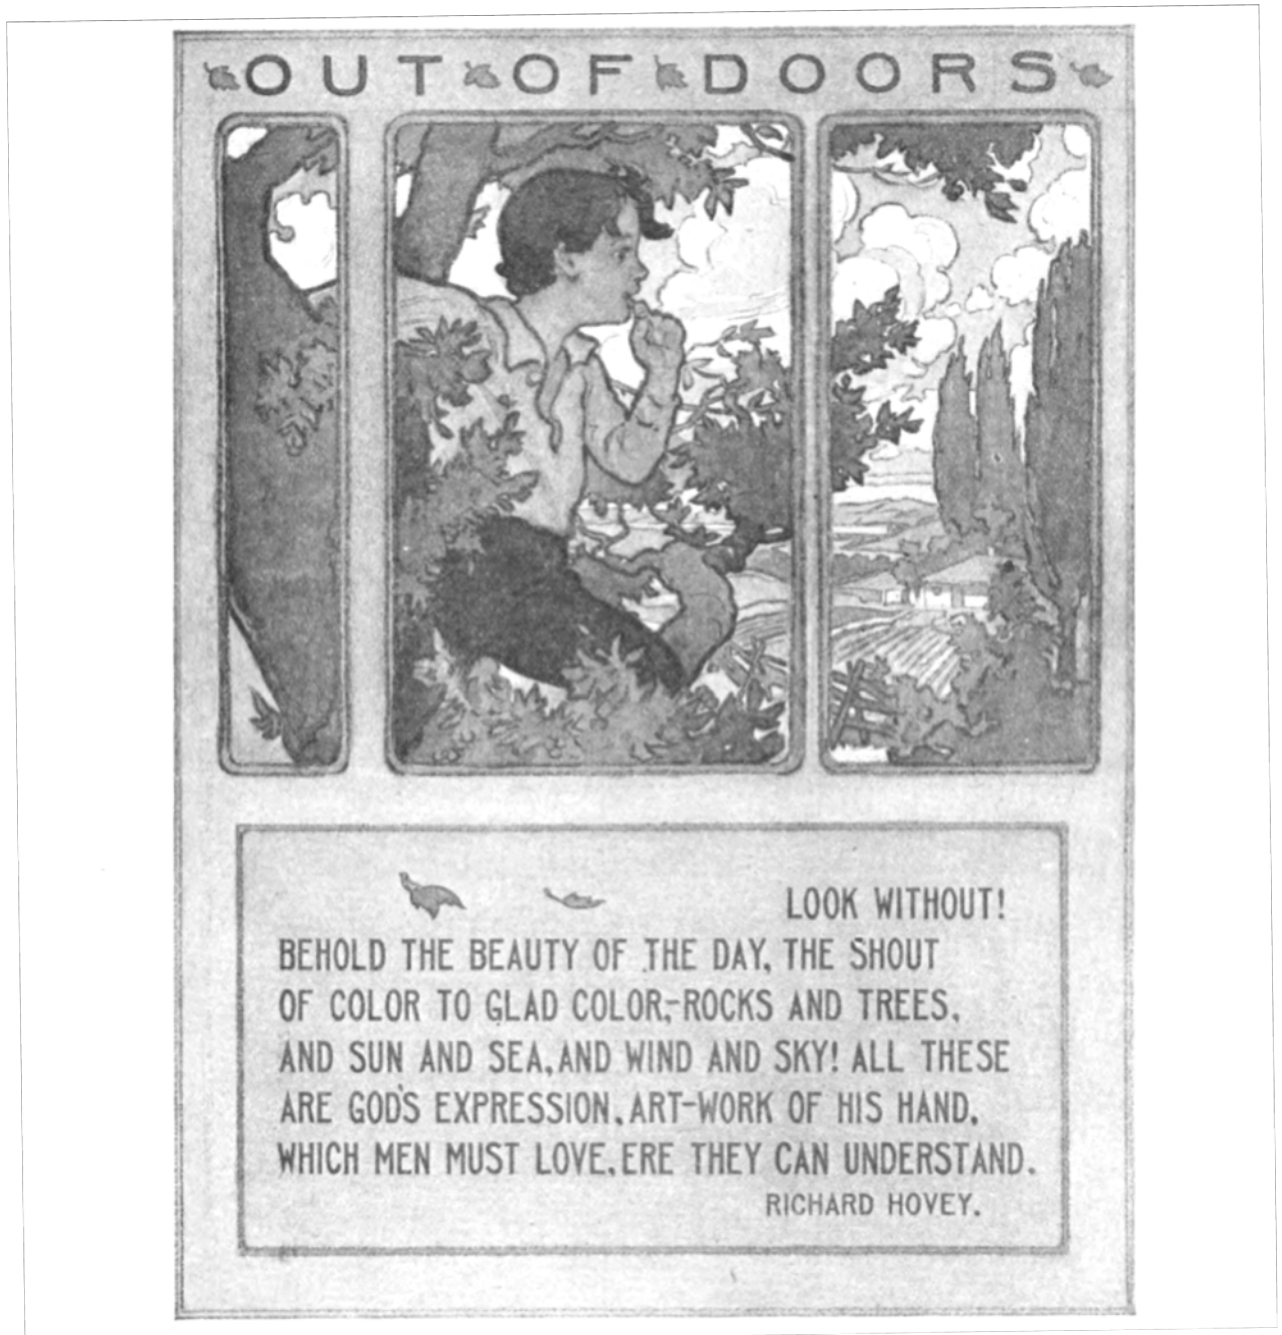 OUT OF DOORS
LOOK WITHOUT!
BEHOLD THE BEAUTY OF THE DAY, THE SHOUT
OF COLOR TO GLAD COLOR,-ROCKS AND TREES,
AND SUN AND SEA, AND WIND AND SKY! ALL THESE
ARE GOD'S EXPRESSION, ART-WORK OF HIS HAND,
WHICH MEN MUST LOVE, ERE THEY CAN UNDERSTAND.
RICHARD HOVEY.